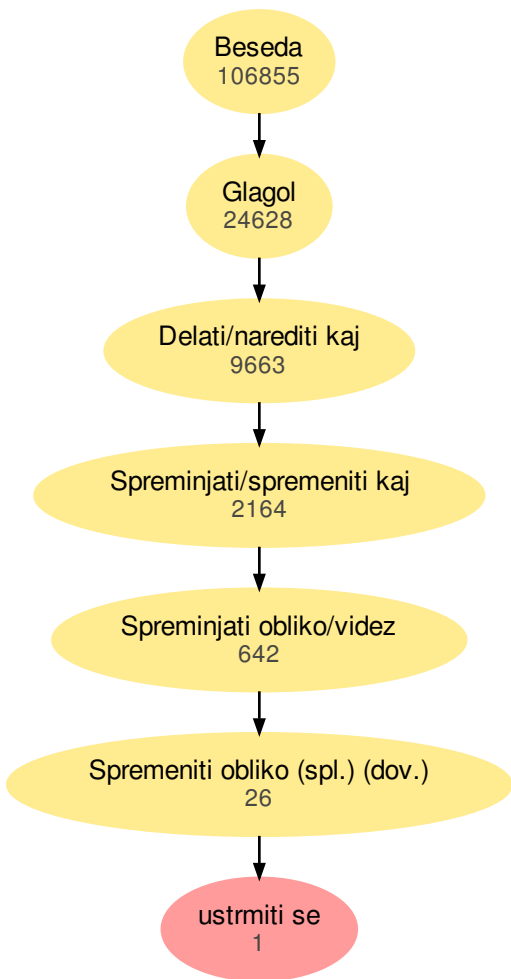 Beseda
106855
Glagol
24628
Delati/narediti kaj
9663
Spreminjati/spremeniti kaj
2164
Spreminjati obliko/videz
642
Spremeniti obliko (spl.) (dov.)
26
ustrmiti se
1